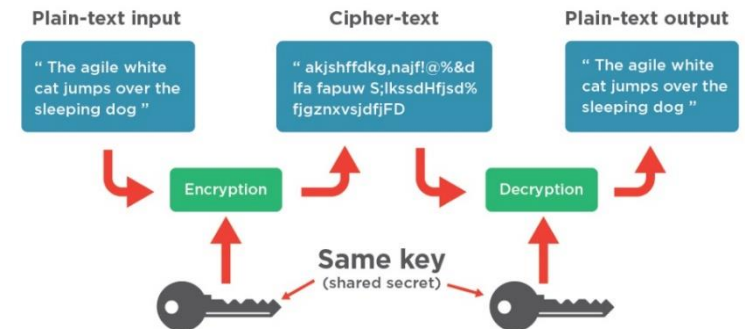 Plain-text input
Cipher-text
Plain-text output
“ The agile white
cat jumps over the
sleeping dog ”
“ akjshffdkg,najf!@%&d
lfa fapuw S;lkssdHfjsd%
fjgznxvsjdfjFD
“ The agile white
cat jumps over the
sleeping dog ”
Encryption
Decryption
Same key
(shared secret)